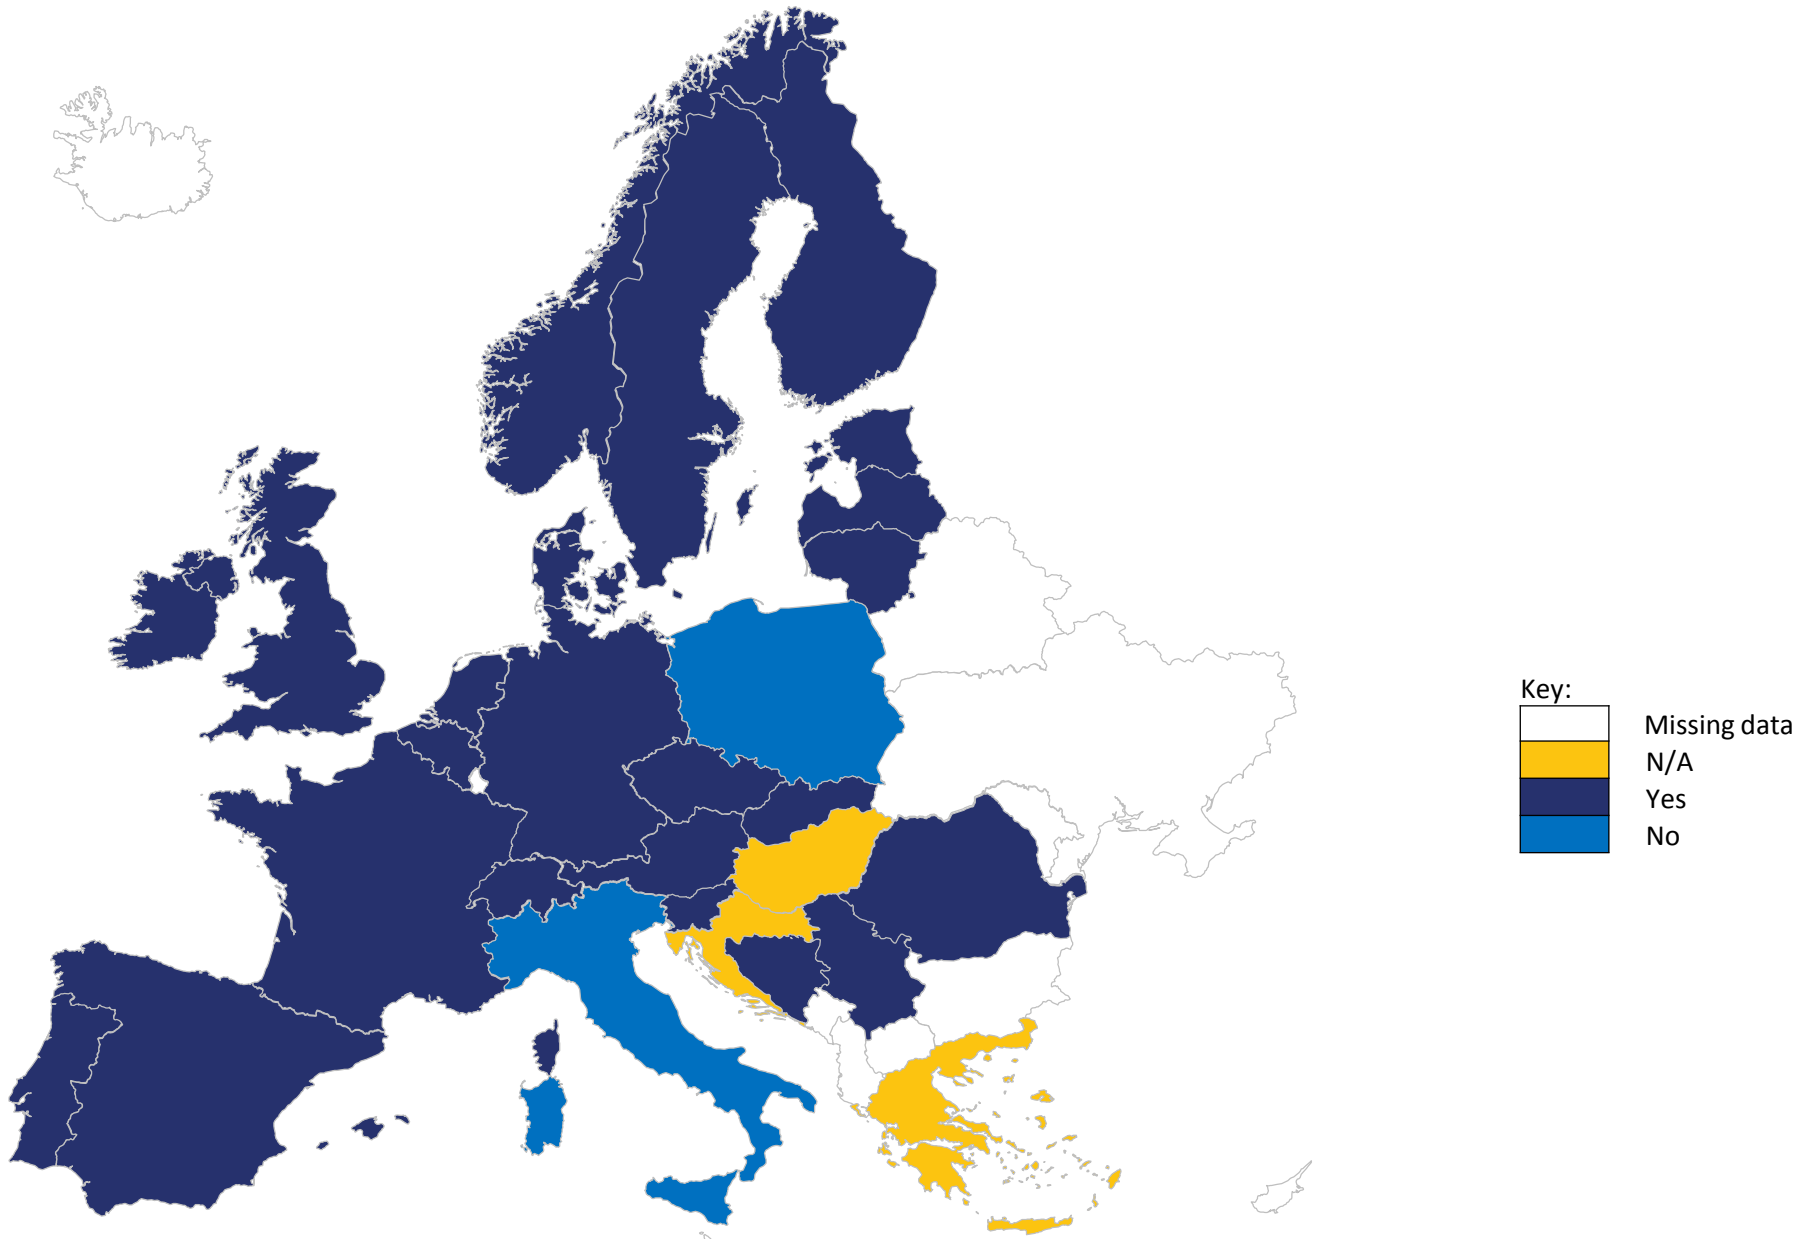 Key:
Missing data
N/A
Yes
No